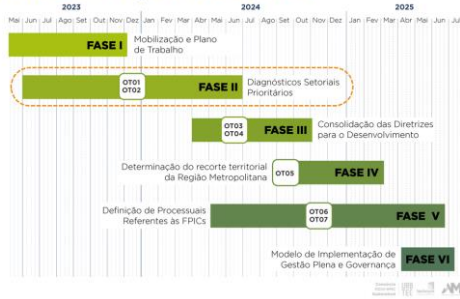 2023 2024 2025
Mai Jun Jul Ago Set Out Nov Dez Jan Fev Mar Abr Mai Jun Jul Ago Set Out Nov Dez Jan Fev Mar Abr Mai Jun Jul
FASE I Mobilização e Plano
de Trabalho
OT01
OT02
FASE II Diagnósticos Setoriais
Prioritários
OT03
OT04
FASE III Consolidação das Diretrizes
para o Desenvolvimento
Determinação do recorte territorial
da Região Metropolitana
OT05
FASE IV
Definição de Processuais
Referentes às FPICs
OT06
OT07
FASE V
Modelo de Implementação de
Gestão Plena e Governança
FASE VI